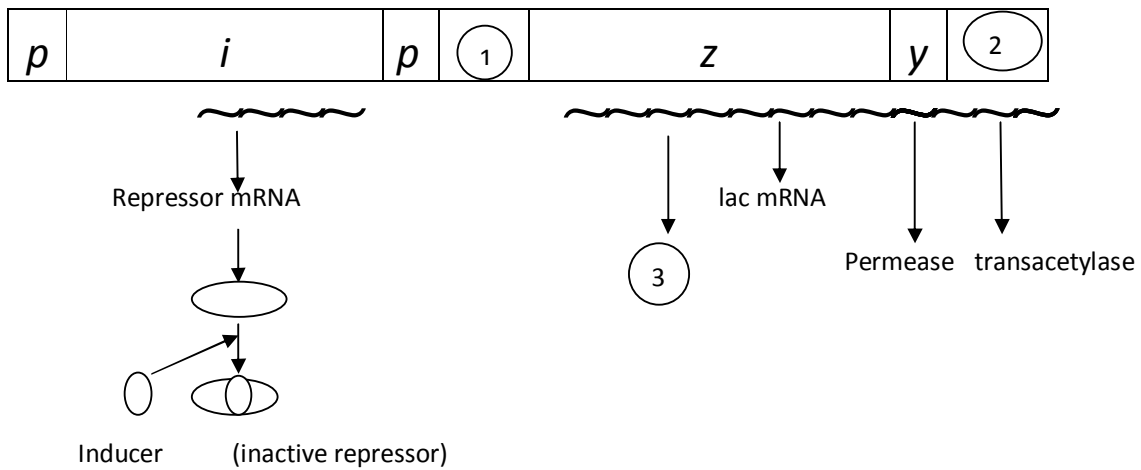 p i p 1 z y 2
Repressor mRNA
lac mRNA
3
Permease transacetylase
Inducer (inactive repressor)